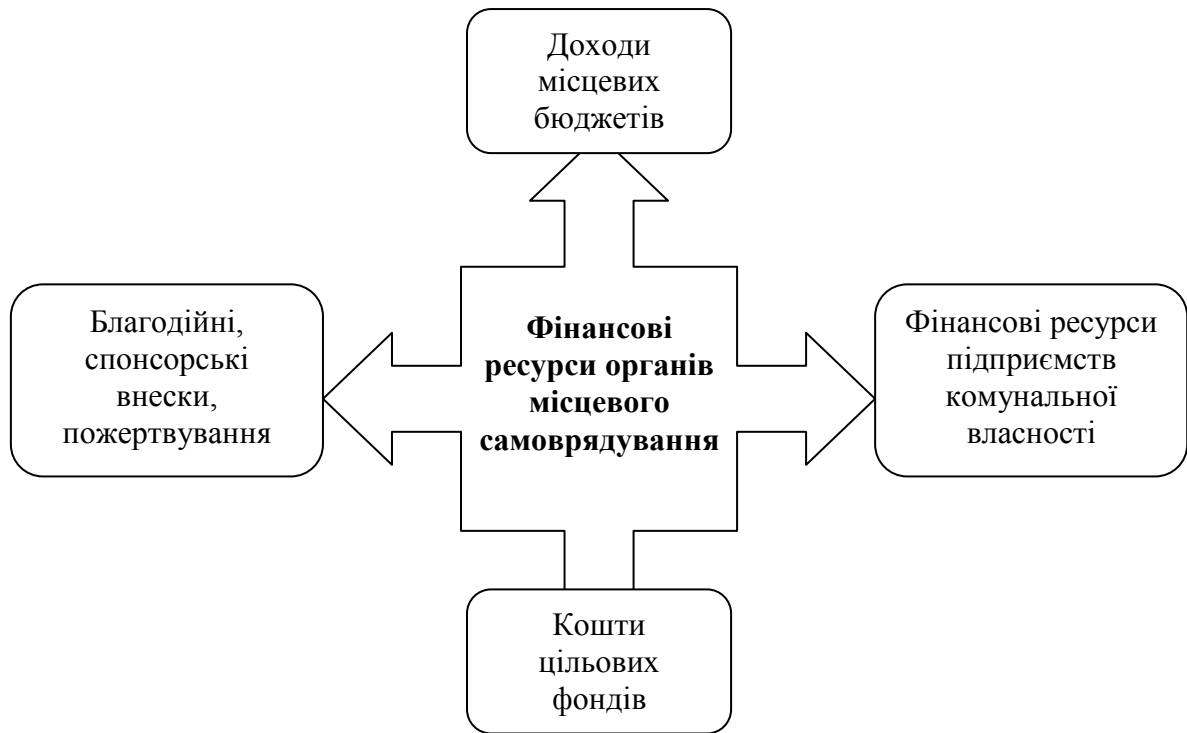 Доходи
місцевих
бюджетів
Благодійні,
спонсорські
внески,
пожертвування
Фінансові
ресурси органів
місцевого
самоврядування
Фінансові ресурси
підприємств
комунальної
власності
Кошти
цільових
фондів